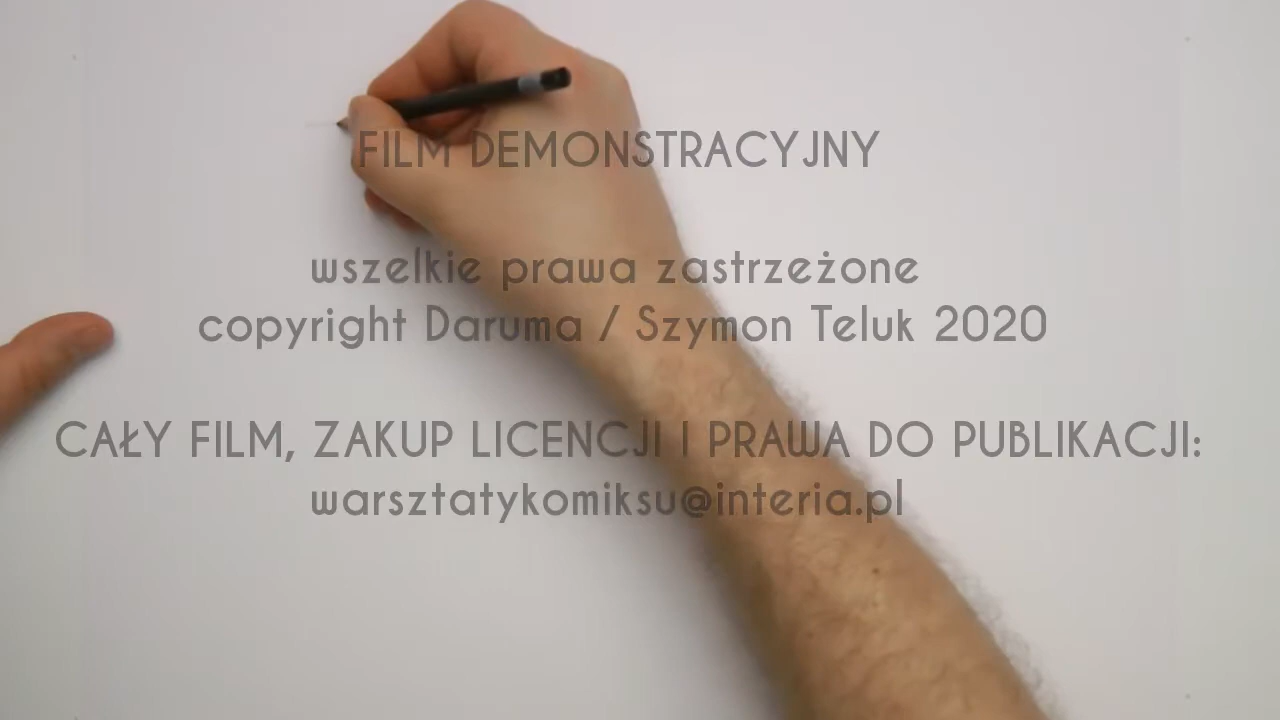 FILM DEMONSTRACYJNY
wszelkie prawa zastrzeżone
copyright Daruma / Szymon Teluk 2020
CAŁY FILM, ZAKUP LICENCJI I PRAWA DO PUBLIKACJI:
warsztatykomiksu@interia.pl